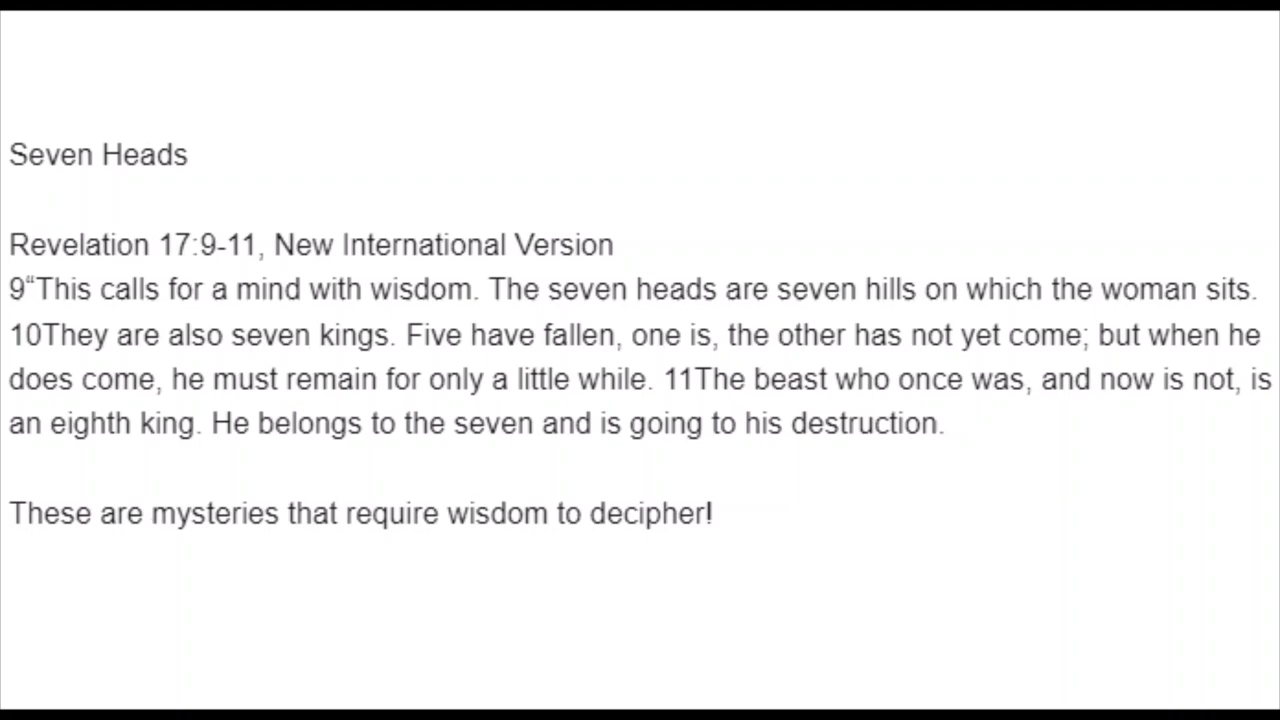 Seven Heads
Revelation 17:9-11, New International Version
9“This calls for a mind with wisdom. The seven heads are seven hills on which the woman sits.
10They are also seven kings. Five have fallen, one is, the other has not yet come; but when he
does come, he must remain for only a little while. 11The beast who once was, and now is not, is
an eighth king. He belongs to the seven and is going to his destruction.
These are mysteries that require wisdom to decipher!